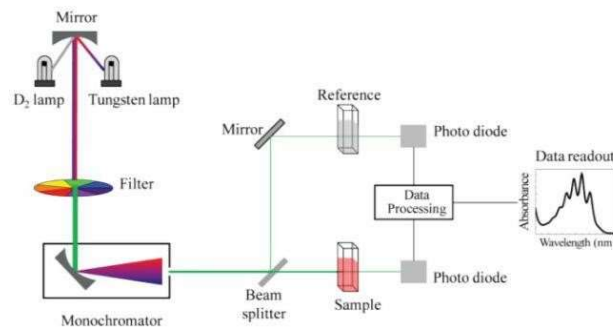 Mirror
D₂ lamp
Tungsten lamp
Filter
Monochromator
Mirror
Beam
splitter
Reference
Sample
Photo diode
Data
Processing
Photo diode
Data readout
Absorbance
Wavelength (nm)